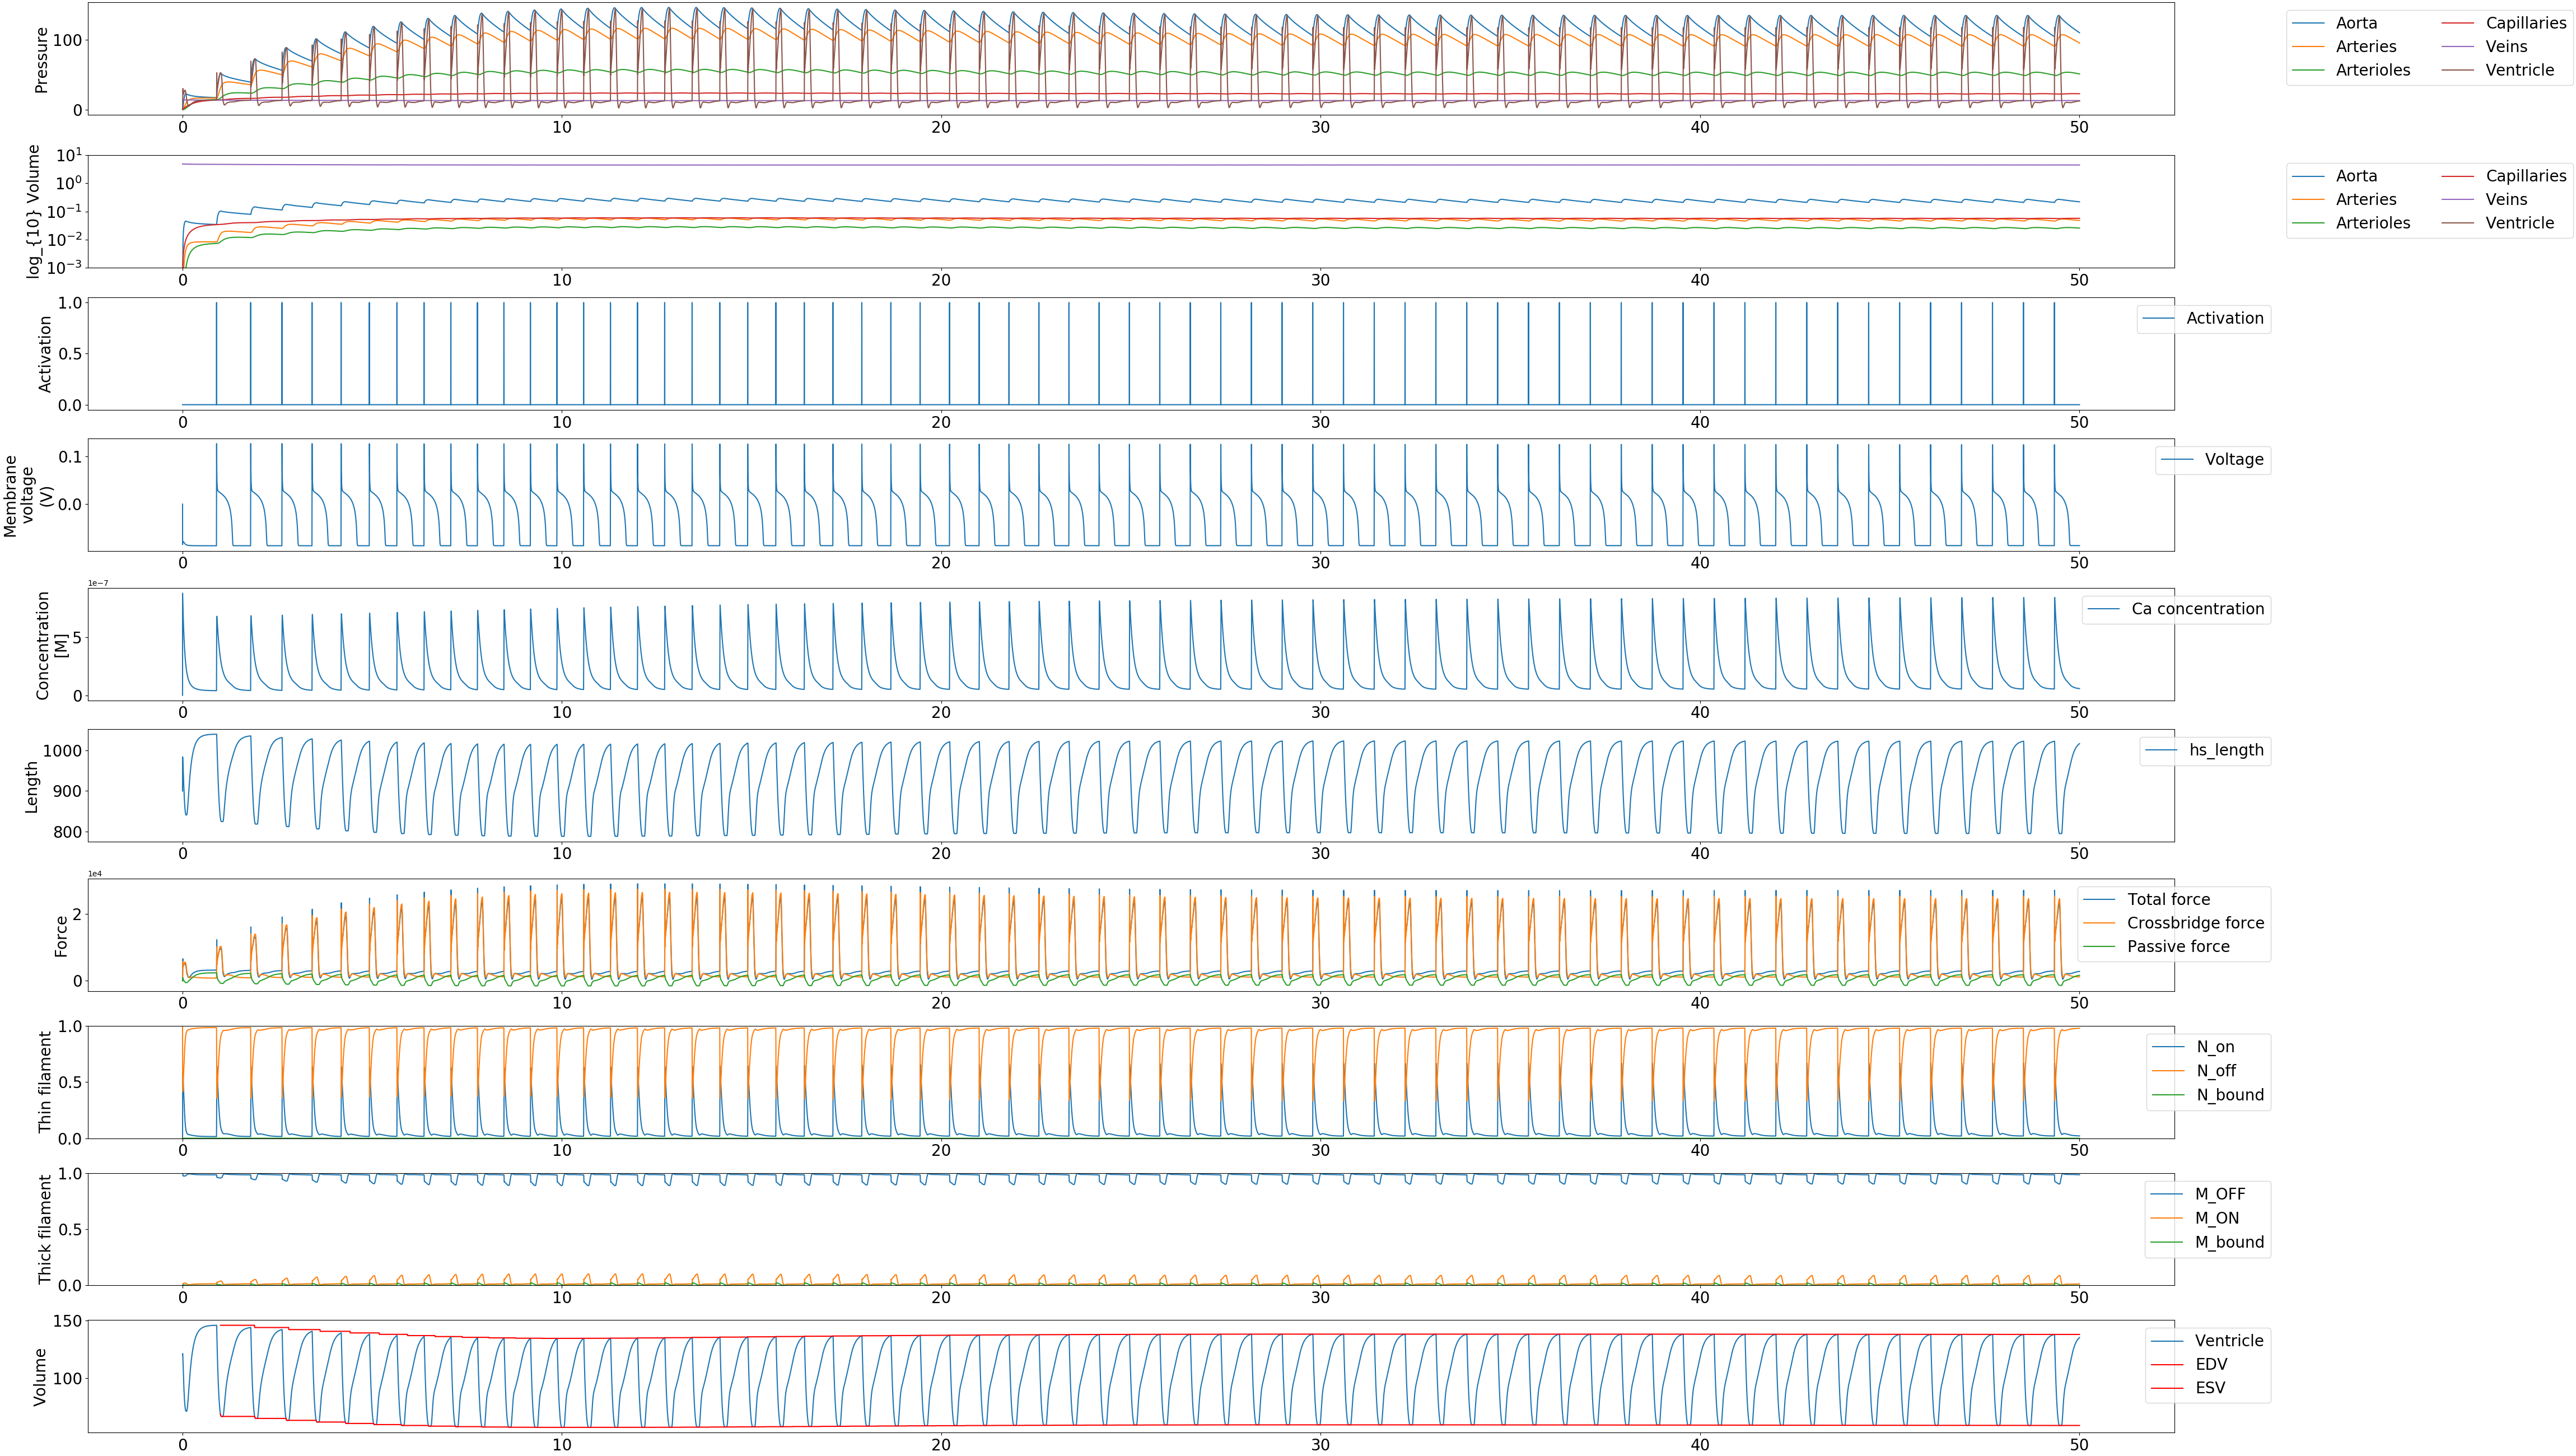 Pressure
100
0
0 10 20 30 40 50
Aorta Capillaries
Arteries Veins
Arterioles Ventricle
log_{10} Volume
10^1
10^0
10^-1
10^-2
10^-3
0 10 20 30 40 50
Aorta Capillaries
Arteries Veins
Arterioles Ventricle
Activation
1.0
0.5
0.0
0 10 20 30 40 50
Activation
Membrane
voltage
(V)
0.1
0.0
0 10 20 30 40 50
Voltage
Concentration
[M]
1e−7
5
0
0 10 20 30 40 50
Ca concentration
Length
1000
900
800
0 10 20 30 40 50
hs_length
Force
1e4
2
0
0 10 20 30 40 50
Total force
Crossbridge force
Passive force
Thin filament
1.0
0.5
0.0
0 10 20 30 40 50
N_on
N_off
N_bound
Thick filament
1.0
0.5
0.0
0 10 20 30 40 50
M_OFF
M_ON
M_bound
Volume
150
100
0 10 20 30 40 50
Ventricle
EDV
ESV